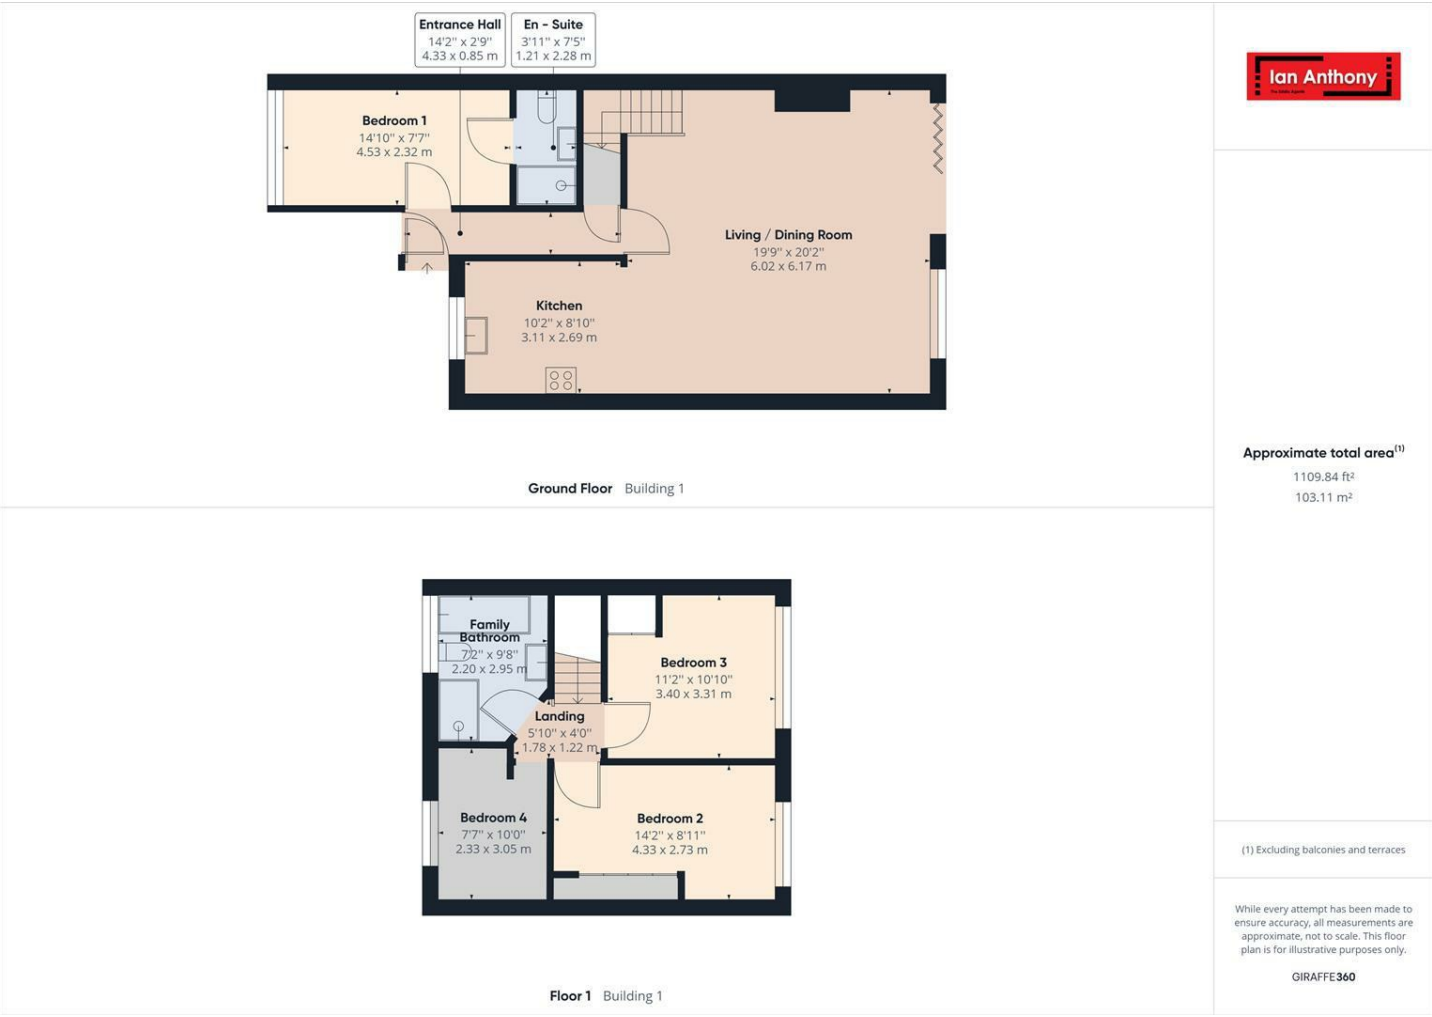 Entrance Hall
14'2" x 2'9"
4.33 x 0.85 m
En - Suite
3'11" x 7'5"
1.21 x 2.28 m
Bedroom 1
14'10" x 7'7"
4.53 x 2.32 m
Living / Dining Room
19'9" x 20'2"
6.02 x 6.17 m
Kitchen
10'2" x 8'10"
3.11 x 2.69 m
Ground Floor Building 1
Family
Bathroom
7'2" x 9'8"
2.20 x 2.95 m
Bedroom 3
11'2" x 10'10"
3.40 x 3.31 m
Landing
5'10" x 4'0"
1.78 x 1.22 m
Bedroom 4
7'7" x 10'0"
2.33 x 3.05 m
Bedroom 2
14'2" x 8'11"
4.33 x 2.73 m
Floor 1 Building 1
Ian Anthony
The Estate Agents
Approximate total area(1)
1109.84 ft²
103.11 m²
(1) Excluding balconies and terraces
While every attempt has been made to
ensure accuracy, all measurements are
approximate, not to scale. This floor
plan is for illustrative purposes only.
GIRAFFE360